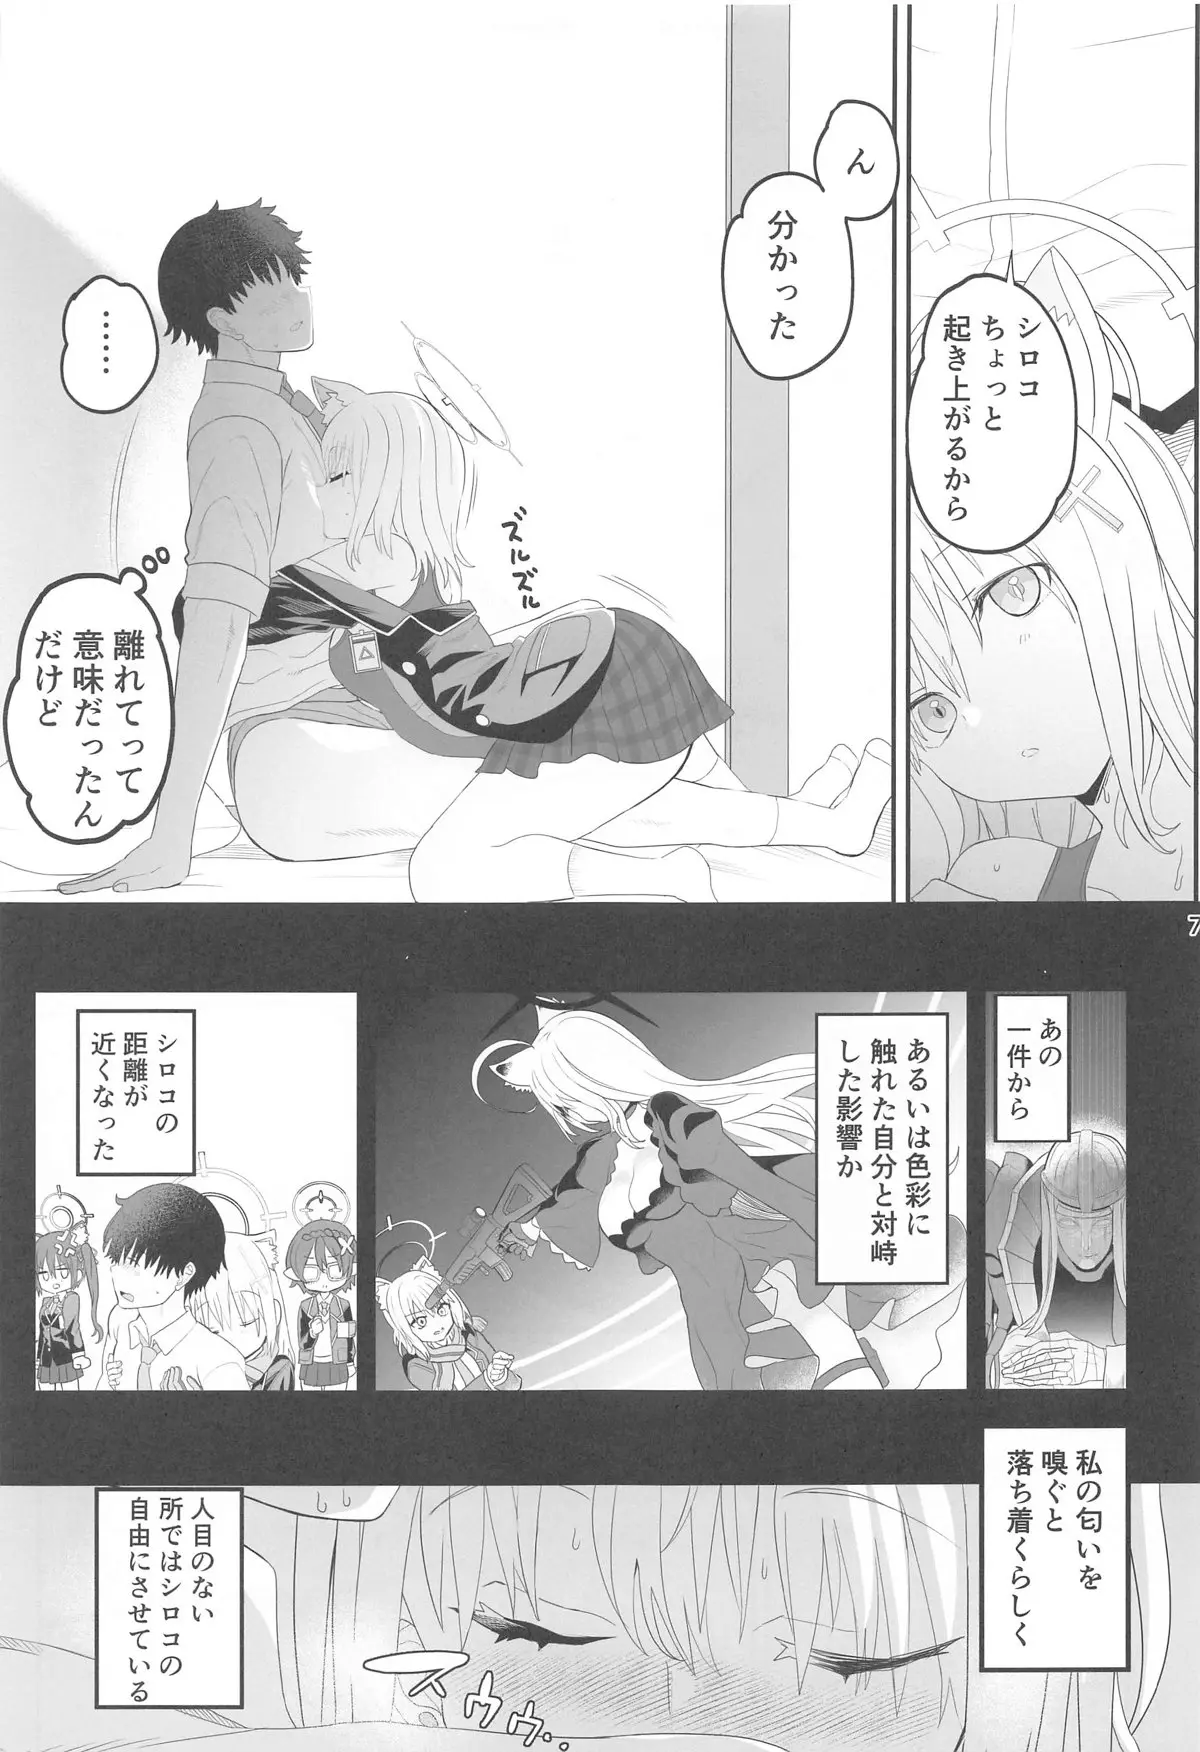 シロコ
ちょっと
起き上がるから
ん
分かった
ズルズル
………
離れてって
意味だったん
だけど
7
あの
一件から
あるいは色彩に
触れた自分と対峙
した影響か
シロコの
距離が
近くなった
私の匂いを
嗅ぐと
落ち着くらしく
人目のない
所ではシロコの
自由にさせている
スウウ…